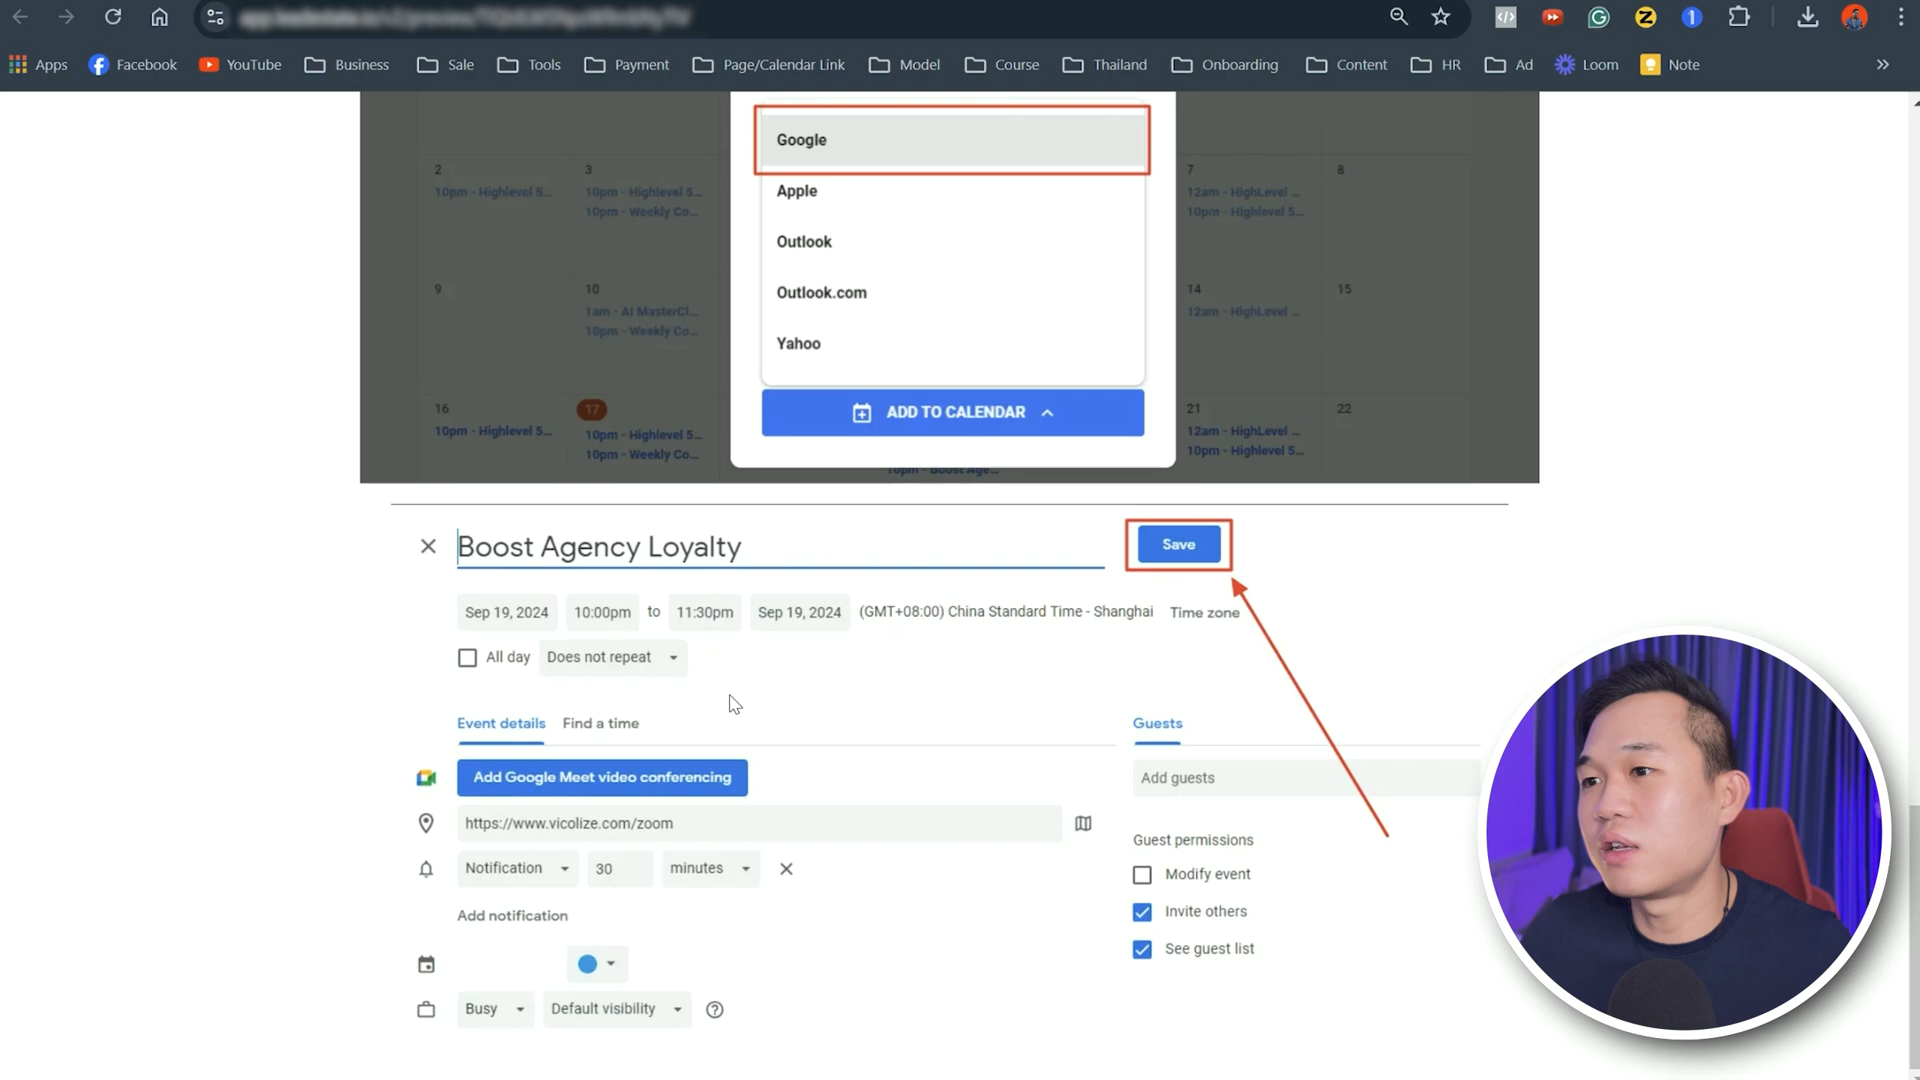 Apps Facebook YouTube Business Sale Tools Payment Page/Calendar Link Model Course Thailand Onboarding Content HR Ad Loom Note
Google
Apple
Outlook
Outlook.com
Yahoo
ADD TO CALENDAR
2 3 7 8
10pm - Highlevel 5... 10pm - Highlevel 5... 12am - HighLevel ...
10pm - Weekly Co... 10pm - Highlevel 5...
9 10 14 15
1am - AI MasterCl... 12am - HighLevel ...
10pm - Weekly Co...
16 17 21 22
10pm - Highlevel 5... 10pm - Highlevel 5... 12am - HighLevel ...
10pm - Weekly Co... 10pm - Highlevel 5...
10pm - Boost Age...
Boost Agency Loyalty
Save
Sep 19, 2024 10:00pm to 11:30pm Sep 19, 2024 (GMT+08:00) China Standard Time - Shanghai Time zone
All day Does not repeat
Event details Find a time
Guests
Add Google Meet video conferencing
Add guests
https://www.vicolize.com/zoom
Guest permissions
Notification 30 minutes
Modify event
Add notification
Invite others
See guest list
Busy Default visibility